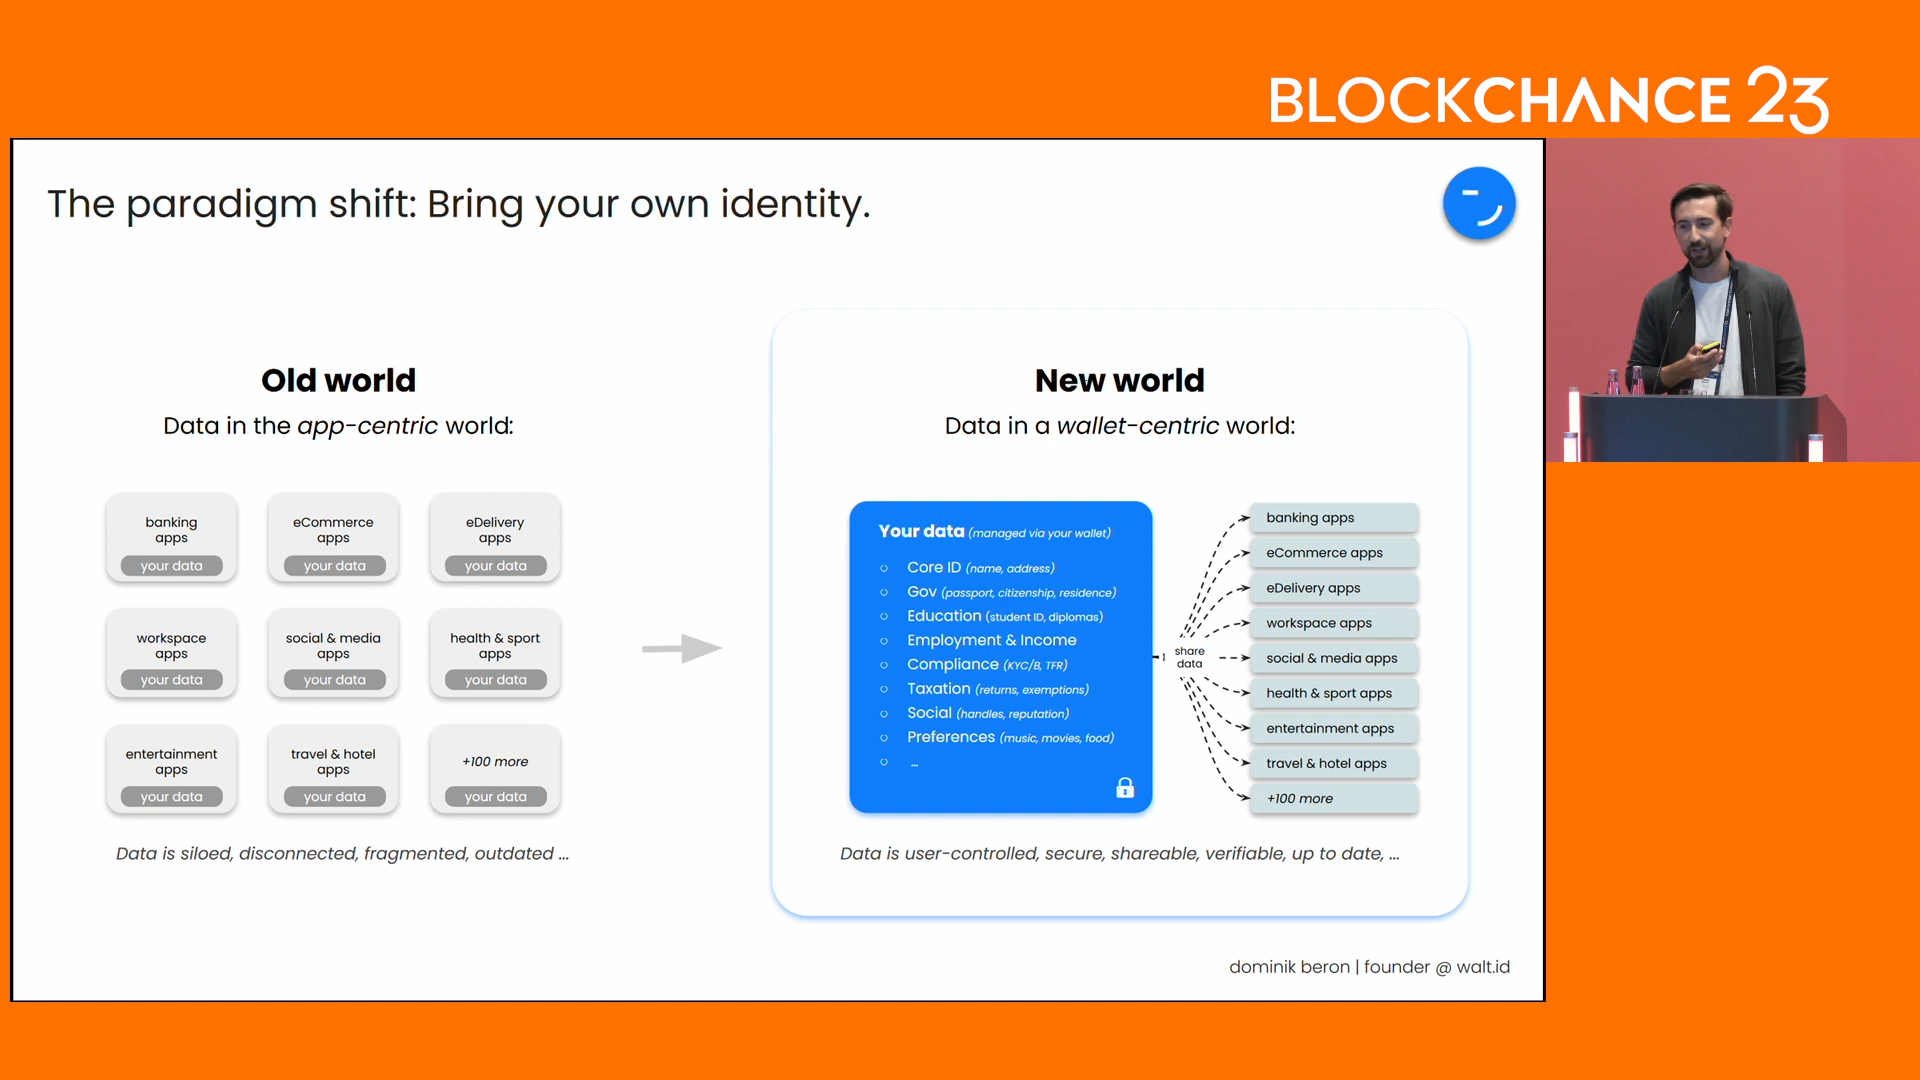 BLOCKCHANCE 23
The paradigm shift: Bring your own identity.
Old world
Data in the app-centric world:
banking
apps
your data
eCommerce
apps
your data
eDelivery
apps
your data
workspace
apps
your data
social & media
apps
your data
health & sport
apps
your data
entertainment
apps
your data
travel & hotel
apps
your data
+100 more
your data
Data is siloed, disconnected, fragmented, outdated ...
New world
Data in a wallet-centric world:
Your data (managed via your wallet)
Core ID (name, address)
Gov (passport, citizenship, residence)
Education (student ID, diplomas)
Employment & Income
Compliance (KYC/B, TFR)
Taxation (returns, exemptions)
Social (handles, reputation)
Preferences (music, movies, food)
...
share
data
banking apps
eCommerce apps
eDelivery apps
workspace apps
social & media apps
health & sport apps
entertainment apps
travel & hotel apps
+100 more
Data is user-controlled, secure, shareable, verifiable, up to date, ...
dominik beron | founder @ walt.id